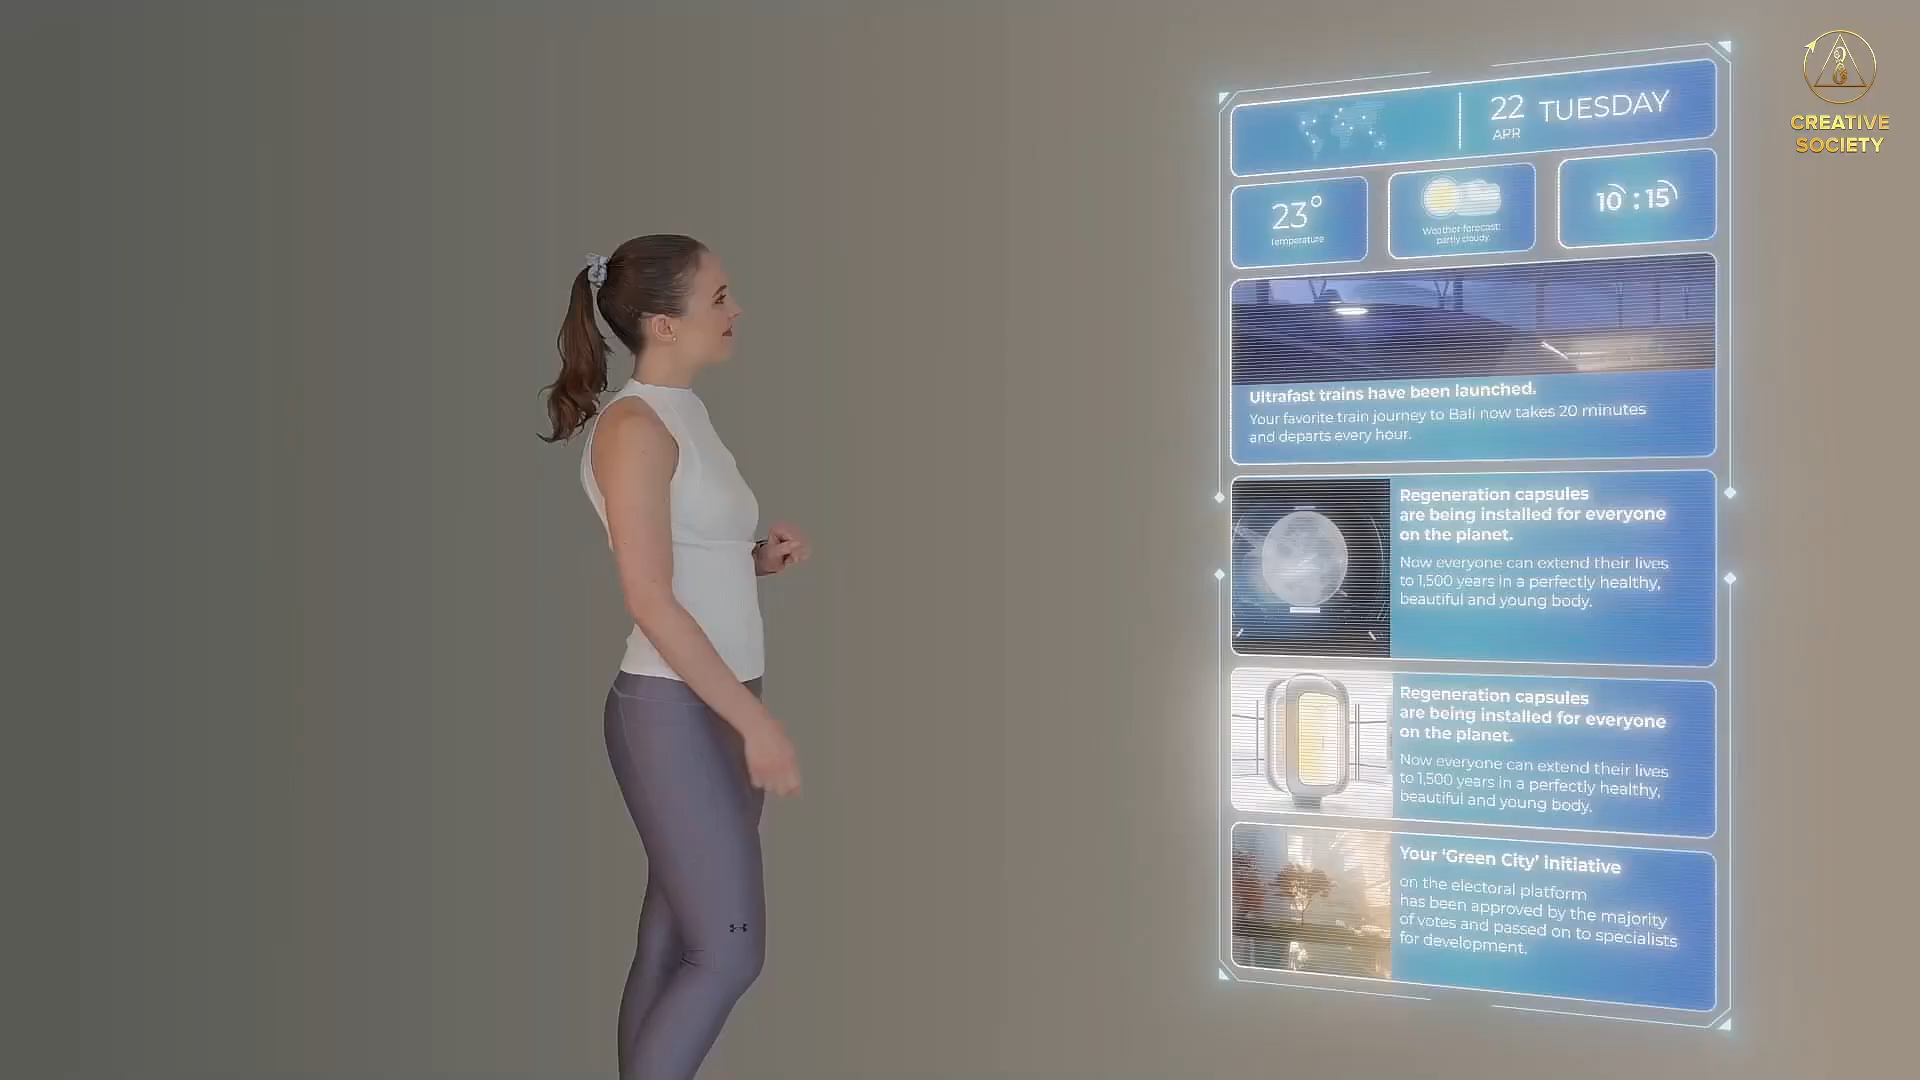 CREATIVE
SOCIETY
22 TUESDAY
APR
23°
Temperature
Weather forecast:
partly cloudy
10 : 15
Ultrafast trains have been launched.
Your favorite train journey to Bali now takes 20 minutes
and departs every hour.
Regeneration capsules
are being installed for everyone
on the planet.
Now everyone can extend their lives
to 1,500 years in a perfectly healthy,
beautiful and young body.
Regeneration capsules
are being installed for everyone
on the planet.
Now everyone can extend their lives
to 1,500 years in a perfectly healthy,
beautiful and young body.
Your ‘Green City’ initiative
on the electoral platform
has been approved by the majority
of votes and passed on to specialists
for development.